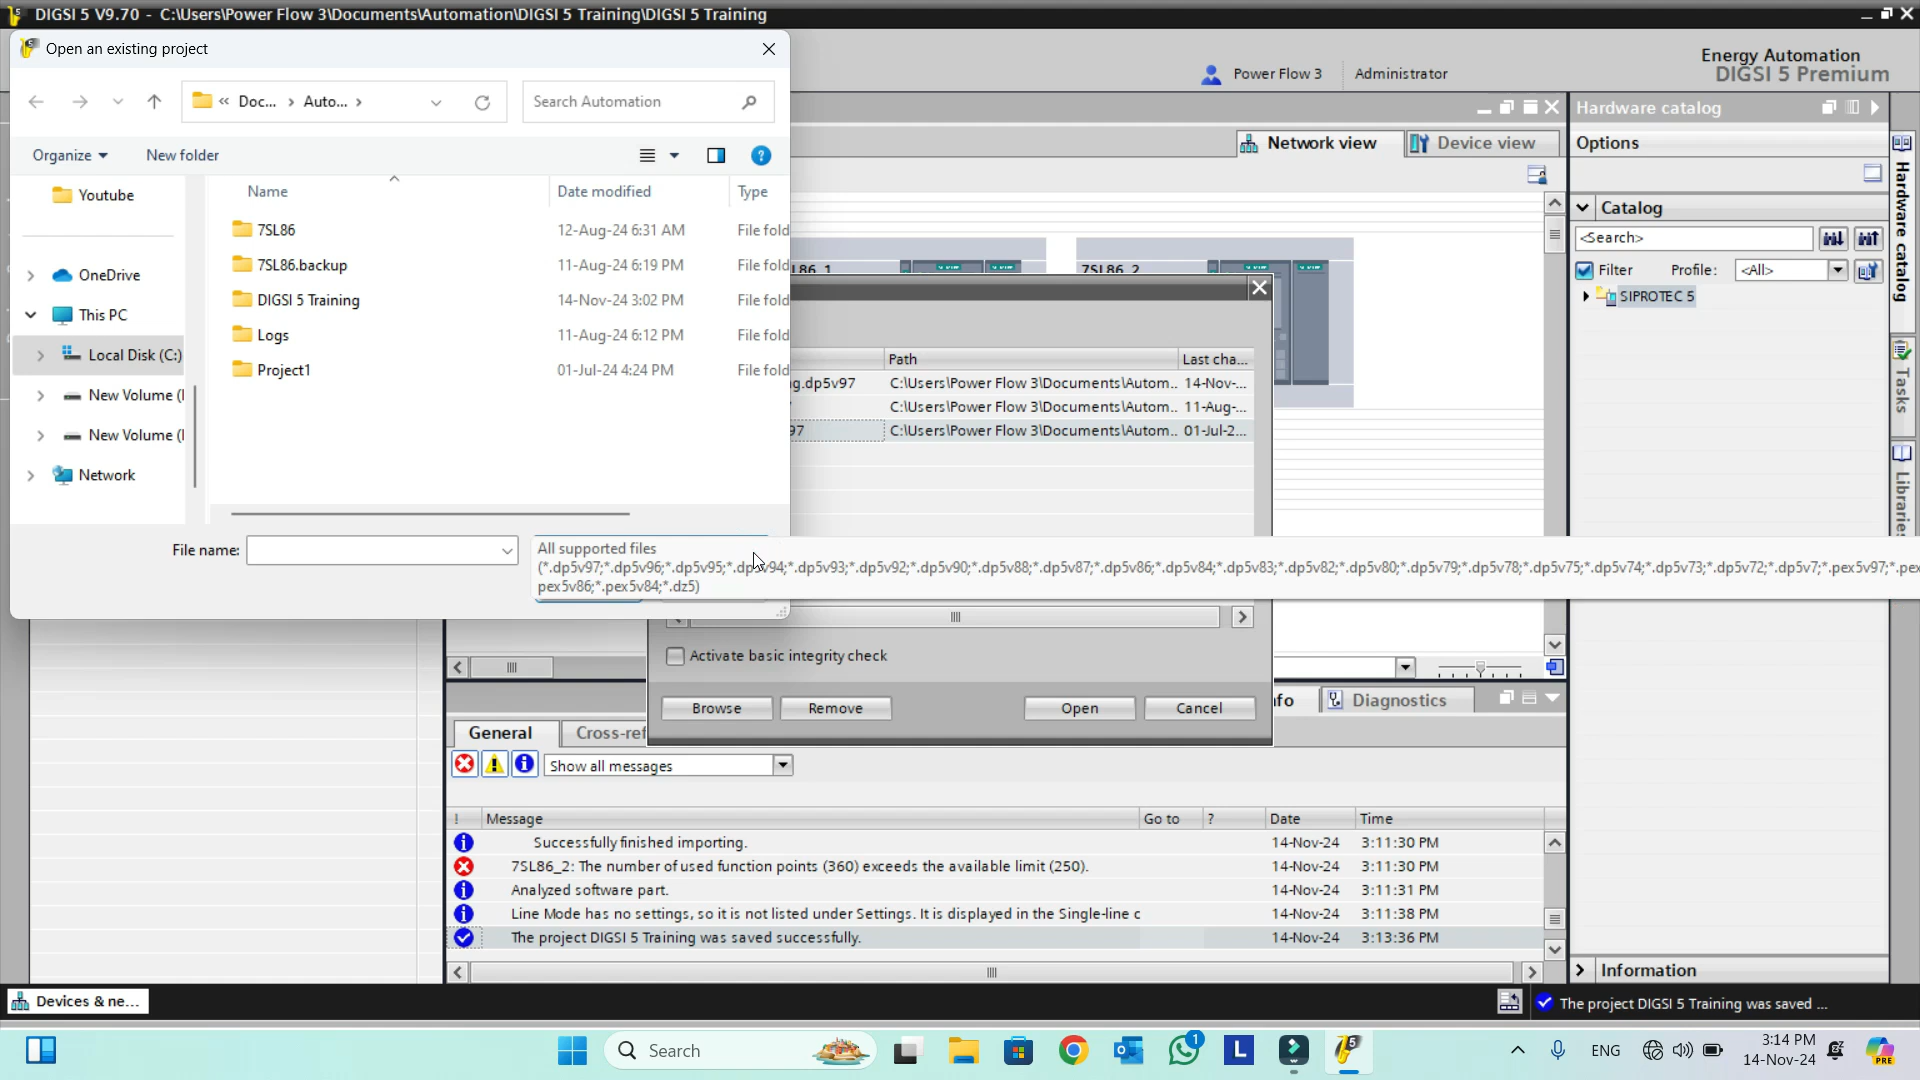 DIGSI 5 V9.70 - C:\Users\Power Flow 3\Documents\Automation\DIGSI 5 Training\DIGSI 5 Training
Open an existing project
Energy Automation
DIGSI 5 Premium
Power Flow 3
Administrator
« Doc... › Auto... ›
Search Automation
Hardware catalog
Organize
New folder
Network view
Device view
Options
Youtube
OneDrive
This PC
Local Disk (C:)
New Volume (
New Volume (
Network
Name Date modified Type
7SL86 12-Aug-24 6:31 AM File fold
7SL86.backup 11-Aug-24 6:19 PM File fold
DIGSI 5 Training 14-Nov-24 3:02 PM File fold
Logs 11-Aug-24 6:12 PM File fold
Project1 01-Jul-24 4:24 PM File fold
7SL86_2
Catalog
<Search>
Filter Profile: <All>
SIPROTEC 5
Hardware catalog
Tasks
Libraries
Path Last cha...
g.dp5v97 C:\Users\Power Flow 3\Documents\Autom.. 14-Nov-...
C:\Users\Power Flow 3\Documents\Autom.. 11-Aug-...
97 C:\Users\Power Flow 3\Documents\Autom.. 01-Jul-2...
File name:
All supported files
(*.dp5v97;*.dp5v96;*.dp5v95;*.dp5v94;*.dp5v93;*.dp5v92;*.dp5v90;*.dp5v88;*.dp5v87;*.dp5v86;*.dp5v84;*.dp5v83;*.dp5v82;*.dp5v80;*.dp5v79;*.dp5v78;*.dp5v75;*.dp5v74;*.dp5v73;*.dp5v72;*.dp5v7;*.pex5v97;*.pex
pex5v86;*.pex5v84;*.dz5)
Activate basic integrity check
Browse
Remove
Open
Cancel
nfo
Diagnostics
General
Cross-ref
Show all messages
! Message Go to ? Date Time
Successfully finished importing. 14-Nov-24 3:11:30 PM
7SL86_2: The number of used function points (360) exceeds the available limit (250). 14-Nov-24 3:11:30 PM
Analyzed software part. 14-Nov-24 3:11:31 PM
Line Mode has no settings, so it is not listed under Settings. It is displayed in the Single-line c 14-Nov-24 3:11:38 PM
The project DIGSI 5 Training was saved successfully. 14-Nov-24 3:13:36 PM
Information
Devices & ne...
The project DIGSI 5 Training was saved ...
Search
1
L
ENG
3:14 PM
14-Nov-24
PRE